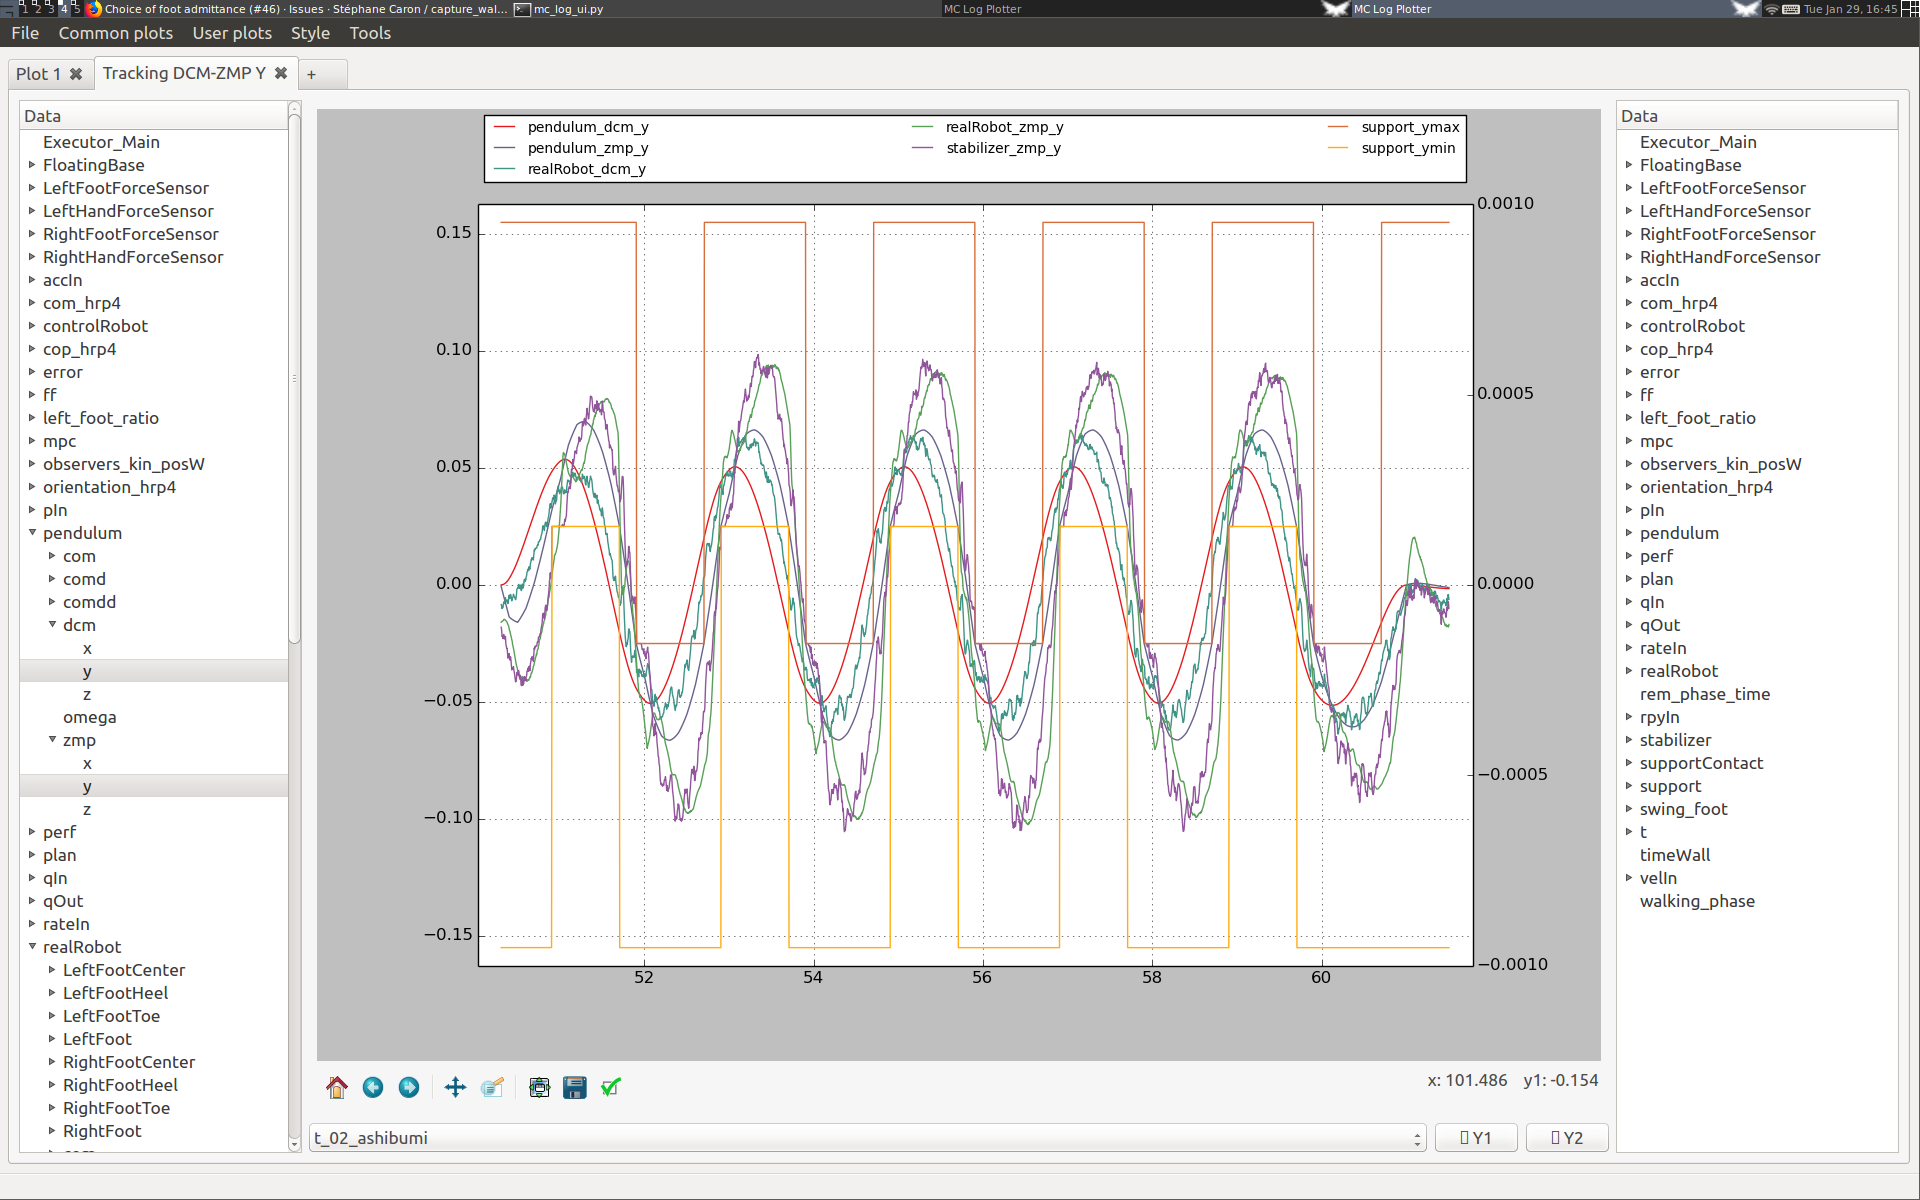 1 2 3 4 5 Choice of foot admittance (#46) · Issues · Stéphane Caron / capture_wal... mc_log_ui.py MC Log Plotter MC Log Plotter Tue Jan 29, 16:45
File Common plots User plots Style Tools
Plot 1 Tracking DCM-ZMP Y +
Data
Executor_Main
FloatingBase
LeftFootForceSensor
LeftHandForceSensor
RightFootForceSensor
RightHandForceSensor
accIn
com_hrp4
controlRobot
cop_hrp4
error
ff
left_foot_ratio
mpc
observers_kin_posW
orientation_hrp4
pIn
pendulum
com
comd
comdd
dcm
x
y
z
omega
zmp
x
y
z
perf
plan
qIn
qOut
rateIn
realRobot
LeftFootCenter
LeftFootHeel
LeftFootToe
LeftFoot
RightFootCenter
RightFootHeel
RightFootToe
RightFoot
pendulum_dcm_y
pendulum_zmp_y
realRobot_dcm_y
realRobot_zmp_y
stabilizer_zmp_y
support_ymax
support_ymin
0.15
0.10
0.05
0.00
−0.05
−0.10
−0.15
52 54 56 58 60
0.0010
0.0005
0.0000
−0.0005
−0.0010
x: 101.486 y1: -0.154
t_02_ashibumi
Y1 Y2
Data
Executor_Main
FloatingBase
LeftFootForceSensor
LeftHandForceSensor
RightFootForceSensor
RightHandForceSensor
accIn
com_hrp4
controlRobot
cop_hrp4
error
ff
left_foot_ratio
mpc
observers_kin_posW
orientation_hrp4
pIn
pendulum
perf
plan
qIn
qOut
rateIn
realRobot
rem_phase_time
rpyIn
stabilizer
supportContact
support
swing_foot
t
timeWall
velIn
walking_phase